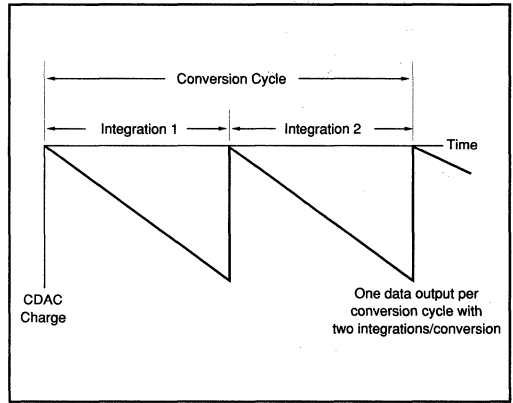 Conversion Cycle
Integration 1
Integration 2
Time
CDAC
Charge
One data output per
conversion cycle with
two integrations/conversion